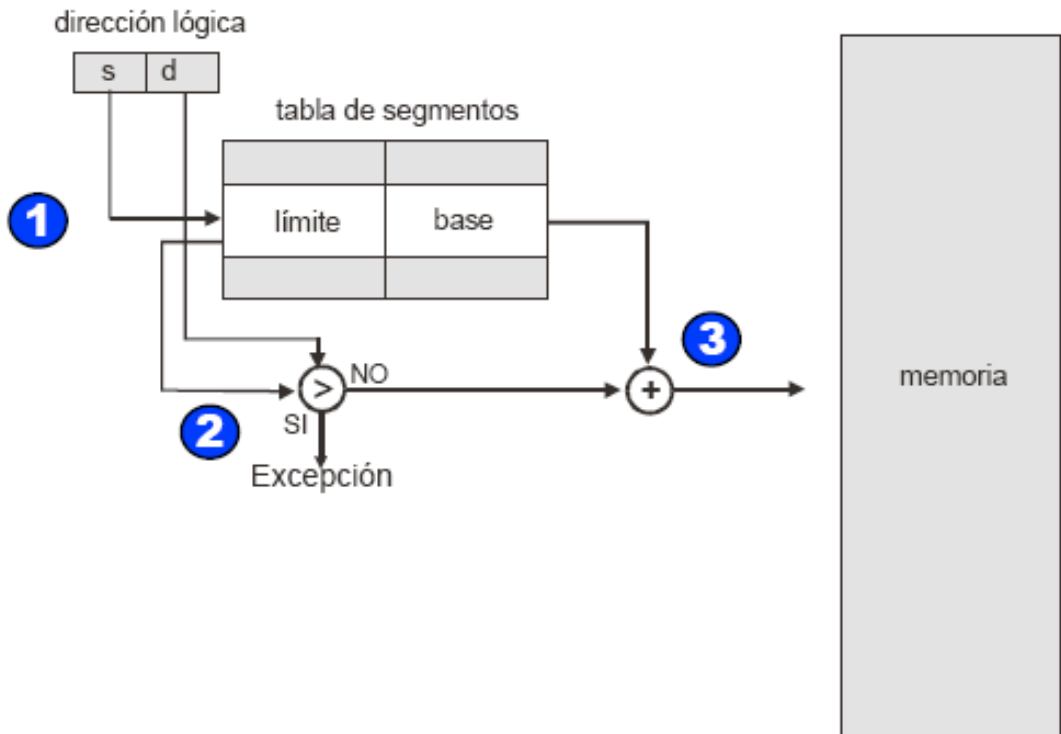 dirección lógica
s d
tabla de segmentos
1
límite base
3
NO
memoria
>
+
2
SI
Excepción